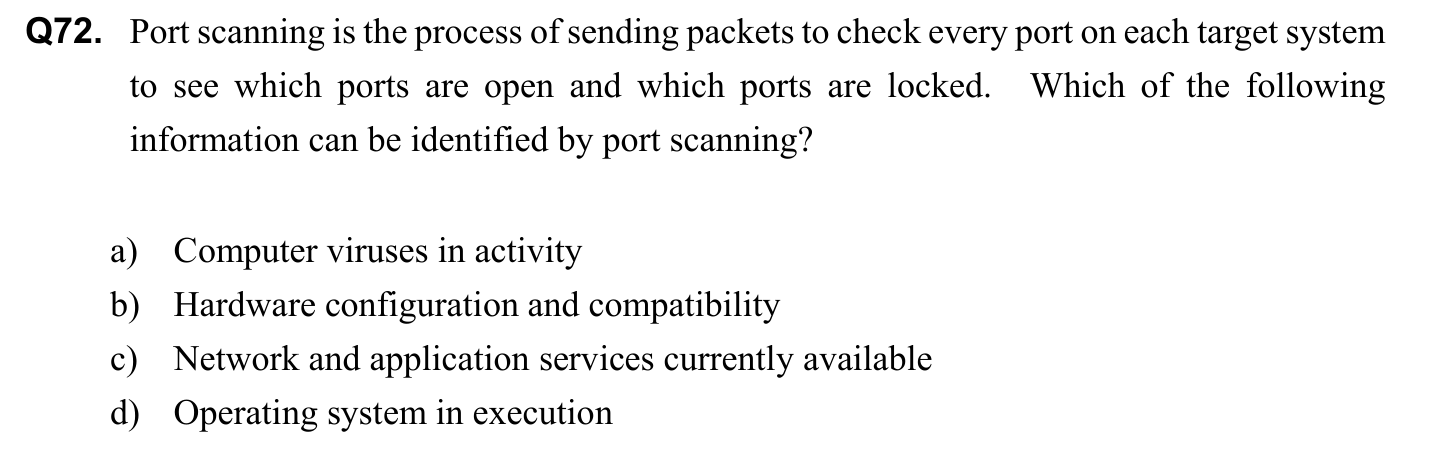 Q72. Port scanning is the process of sending packets to check every port on each target system
to see which ports are open and which ports are locked. Which of the following
information can be identified by port scanning?
a) Computer viruses in activity
b) Hardware configuration and compatibility
c) Network and application services currently available
d) Operating system in execution